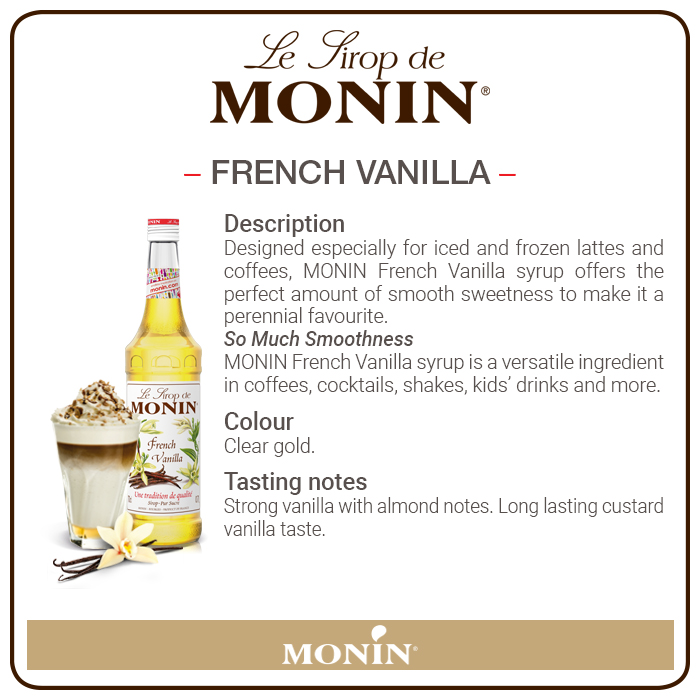 Le Sirop de
MONIN®
– FRENCH VANILLA –
Description
Designed especially for iced and frozen lattes and
coffees, MONIN French Vanilla syrup offers the
perfect amount of smooth sweetness to make it a
perennial favourite.
So Much Smoothness
MONIN French Vanilla syrup is a versatile ingredient
in coffees, cocktails, shakes, kids’ drinks and more.
Colour
Clear gold.
Tasting notes
Strong vanilla with almond notes. Long lasting custard
vanilla taste.
MONIN
monin.com
Le Sirop de
MONIN
French
Vanilla
Une tradition de qualité
Sirop - Pur Sucre
MONIN®